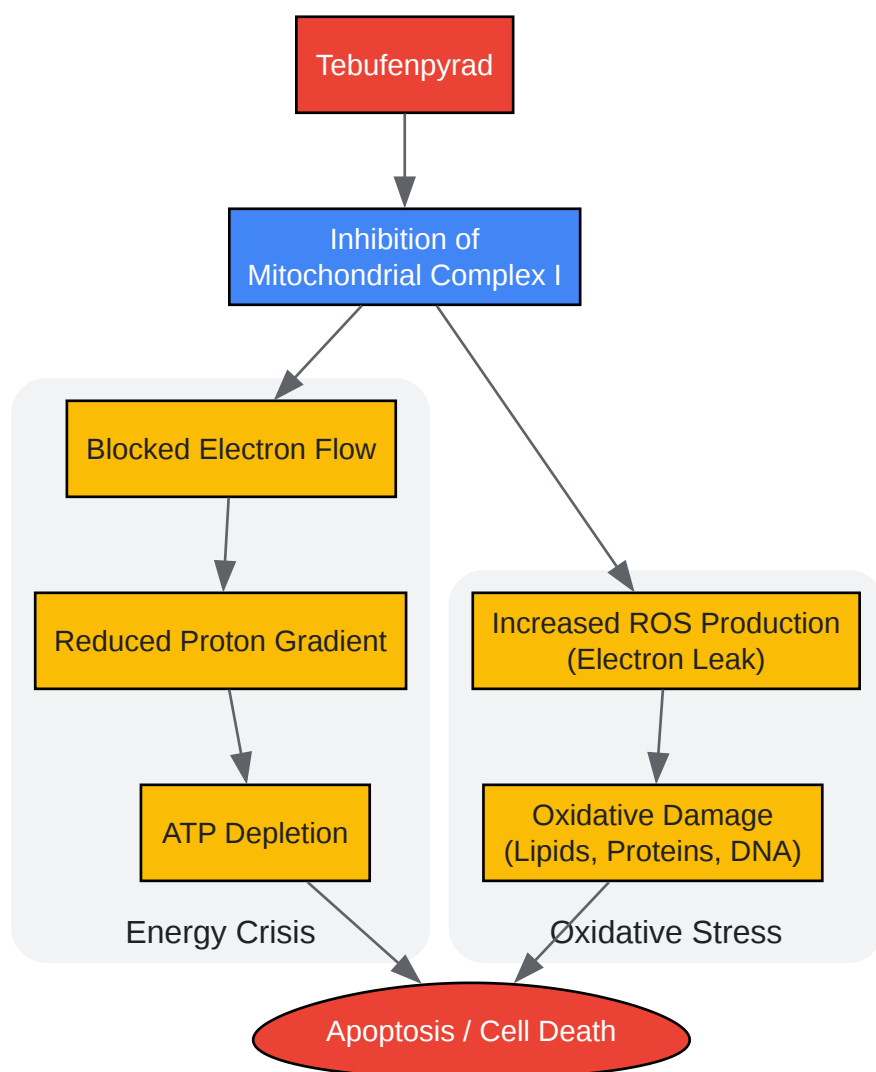 Tebufenpyrad
Inhibition of
Mitochondrial Complex I
Blocked Electron Flow
Reduced Proton Gradient
ATP Depletion
Energy Crisis
Increased ROS Production
(Electron Leak)
Oxidative Damage
(Lipids, Proteins, DNA)
Oxidative Stress
Apoptosis / Cell Death